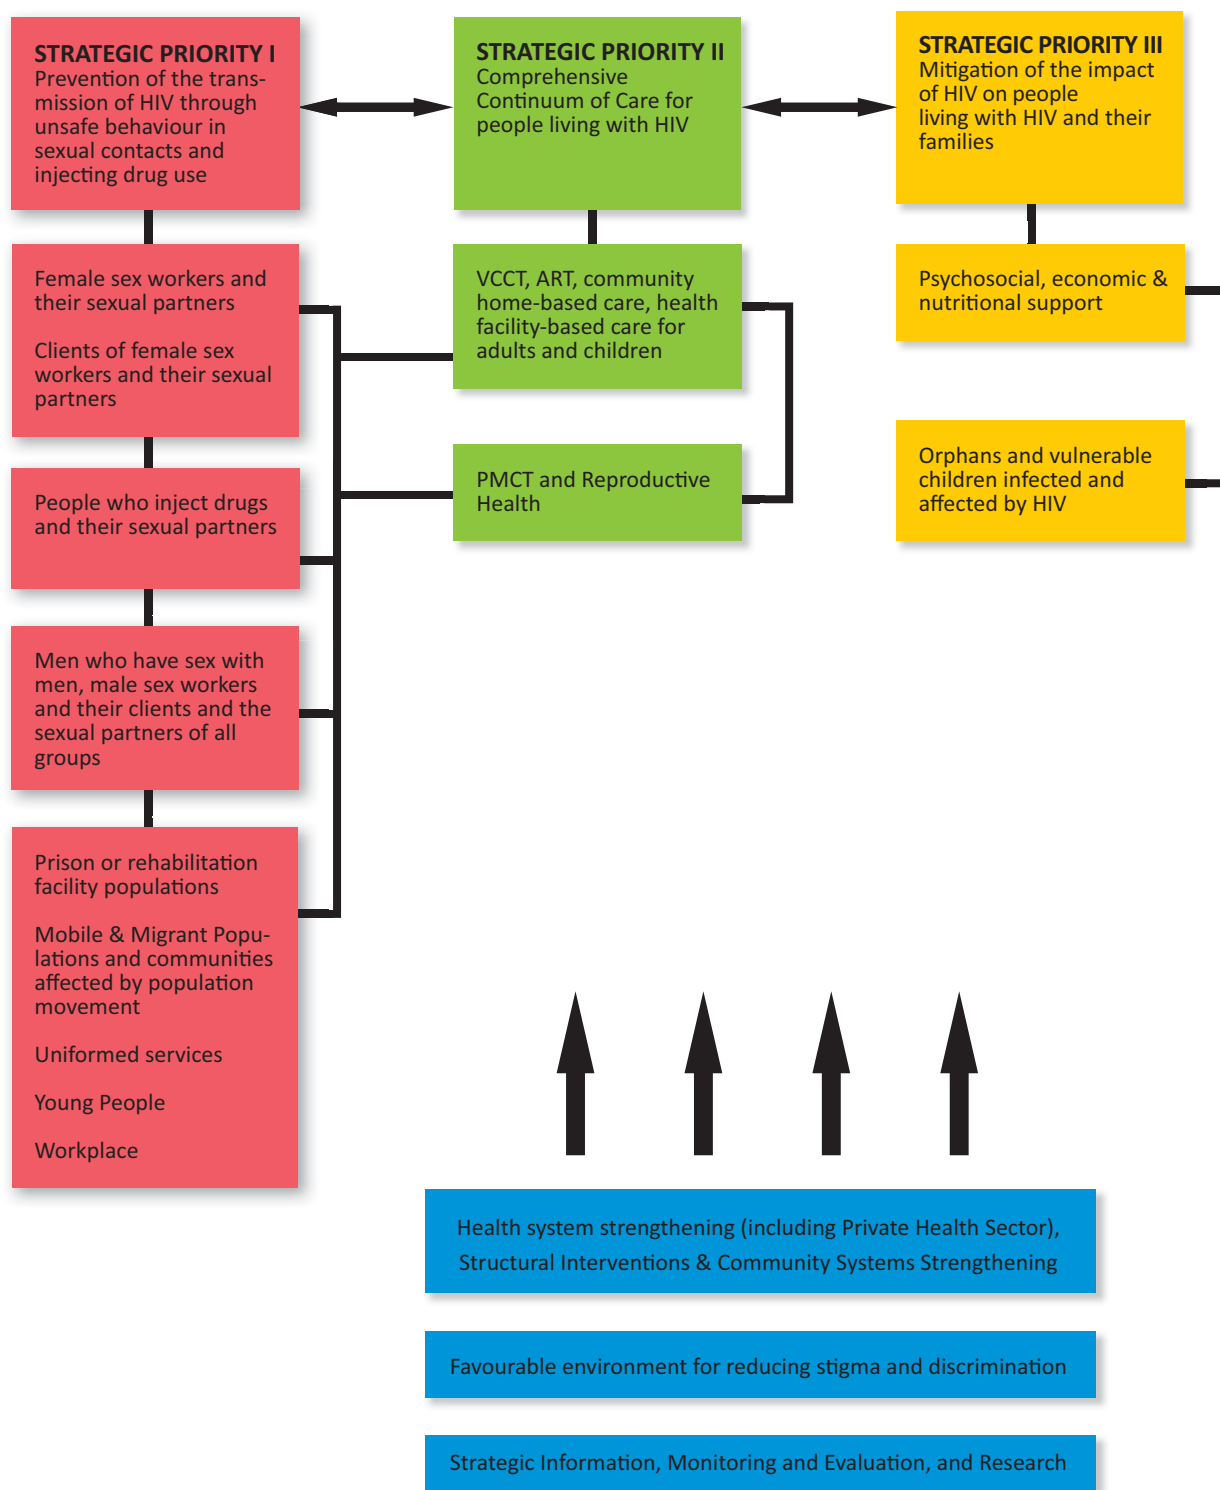 STRATEGIC PRIORITY I
Prevention of the trans-
mission of HIV through
unsafe behaviour in
sexual contacts and
injecting drug use
STRATEGIC PRIORITY II
Comprehensive
Continuum of Care for
people living with HIV
STRATEGIC PRIORITY III
Mitigation of the impact
of HIV on people
living with HIV and their
families
Female sex workers and
their sexual partners
Clients of female sex
workers and their sexual
partners
People who inject drugs
and their sexual partners
Men who have sex with
men, male sex workers
and their clients and the
sexual partners of all
groups
Prison or rehabilitation
facility populations
Mobile & Migrant Popu-
lations and communities
affected by population
movement
Uniformed services
Young People
Workplace
VCCT, ART, community
home-based care, health
facility-based care for
adults and children
PMCT and Reproductive
Health
Psychosocial, economic &
nutritional support
Orphans and vulnerable
children infected and
affected by HIV
Health system strengthening (including Private Health Sector),
Structural Interventions & Community Systems Strengthening
Favourable environment for reducing stigma and discrimination
Strategic Information, Monitoring and Evaluation, and Research